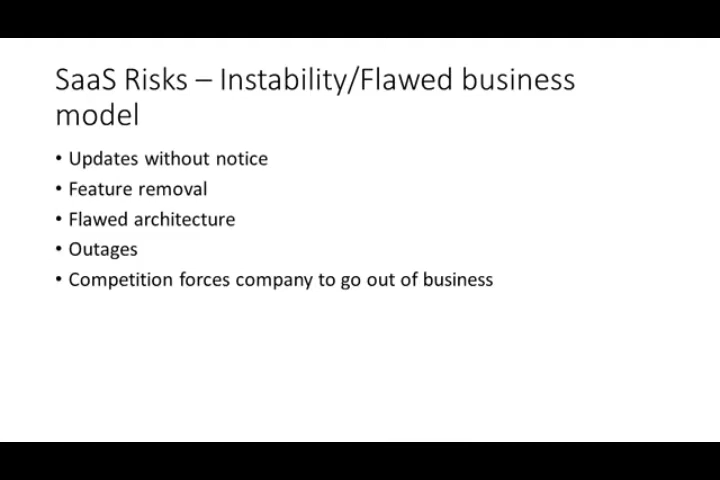 SaaS Risks – Instability/Flawed business
model
• Updates without notice
• Feature removal
• Flawed architecture
• Outages
• Competition forces company to go out of business